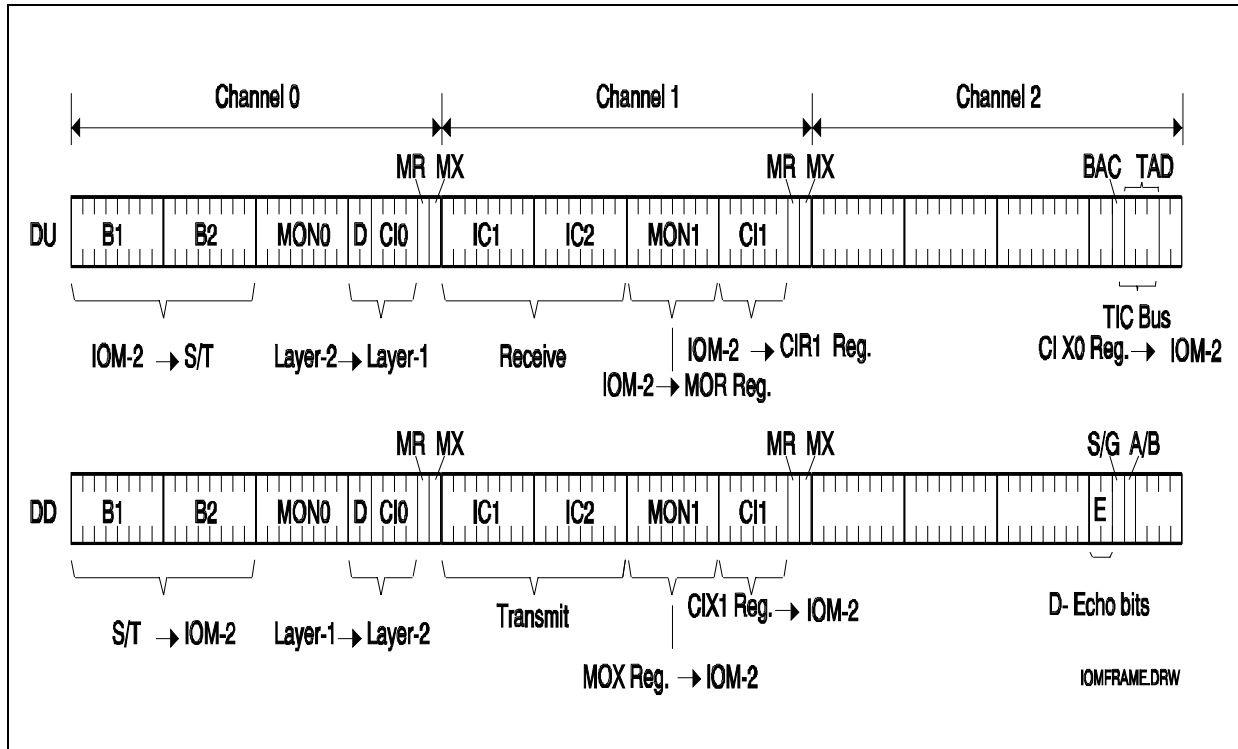 Channel 0 Channel 1 Channel 2
MR MX MR MX BAC TAD
DU B1 B2 MON0 D CI0 IC1 IC2 MON1 CI1
IOM-2 → S/T Layer-2 → Layer-1 Receive IOM-2 → CIR1 Reg. TIC Bus
IOM-2 → MOR Reg. CI X0 Reg. → IOM-2
MR MX MR MX S/G A/B
DD B1 B2 MON0 D CI0 IC1 IC2 MON1 CI1 E
S/T → IOM-2 Layer-1 → Layer-2 Transmit CIX1 Reg. → IOM-2 D- Echo bits
MOX Reg. → IOM-2 IOMFRAME.DRW